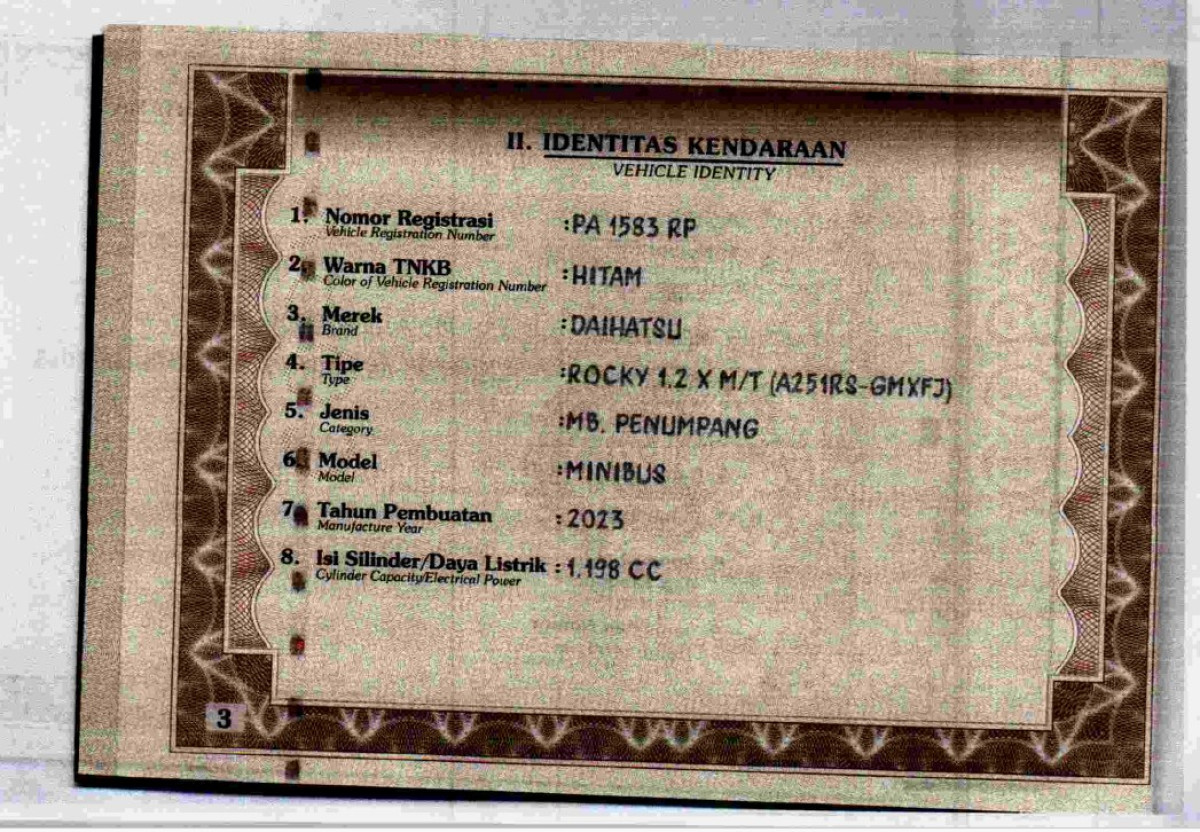 II. IDENTITAS KENDARAAN
VEHICLE IDENTITY
1. Nomor Registrasi :PA 1583 RP
Vehicle Registration Number
2. Warna TNKB :HITAM
Color of Vehicle Registration Number
3. Merek :DAIHATSU
Brand
4. Tipe :ROCKY 1.2 X M/T (A251RS-GMXFJ)
Type
5. Jenis :MB. PENUMPANG
Category
6. Model :MINIBUS
Model
7. Tahun Pembuatan : 2023
Manufacture Year
8. Isi Silinder/Daya Listrik : 1.198 CC
Cylinder Capacity/Electrical Power
3